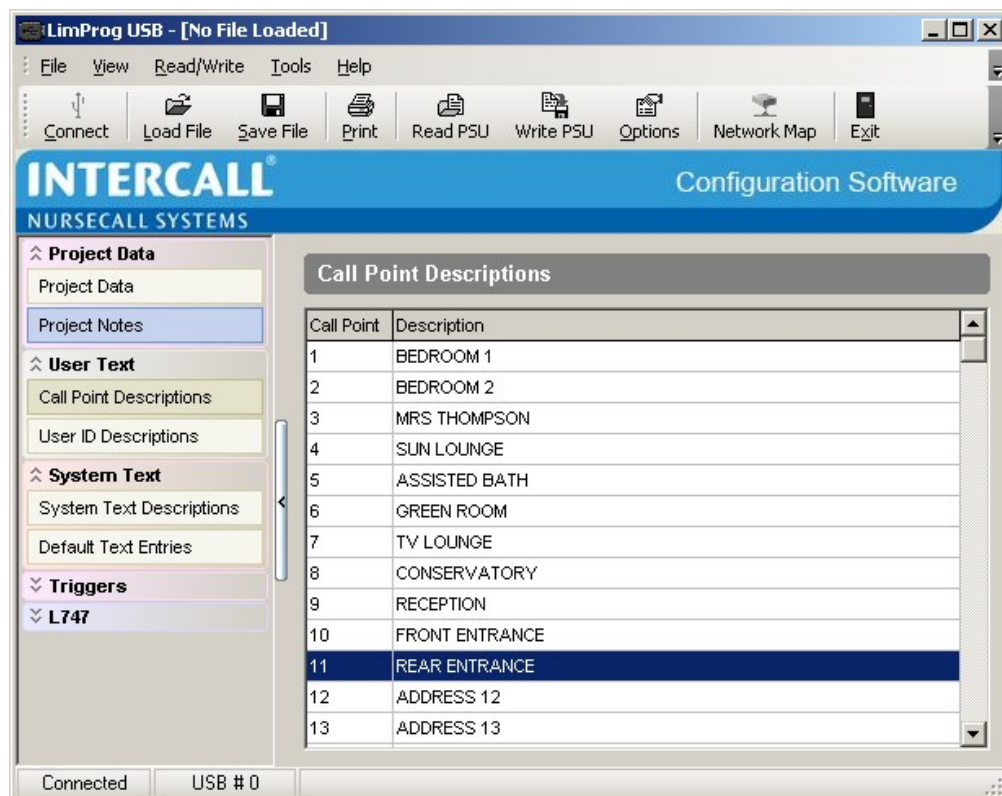 LimProg USB - [No File Loaded]
File View Read/Write Tools Help
Connect Load File Save File Print Read PSU Write PSU Options Network Map Exit
INTERCALL®
NURSECALL SYSTEMS
Configuration Software
Project Data
Project Data
Project Notes
User Text
Call Point Descriptions
User ID Descriptions
System Text
System Text Descriptions
Default Text Entries
Triggers
L747
Call Point Descriptions
Call Point Description
1 BEDROOM 1
2 BEDROOM 2
3 MRS THOMPSON
4 SUN LOUNGE
5 ASSISTED BATH
6 GREEN ROOM
7 TV LOUNGE
8 CONSERVATORY
9 RECEPTION
10 FRONT ENTRANCE
11 REAR ENTRANCE
12 ADDRESS 12
13 ADDRESS 13
Connected USB # 0